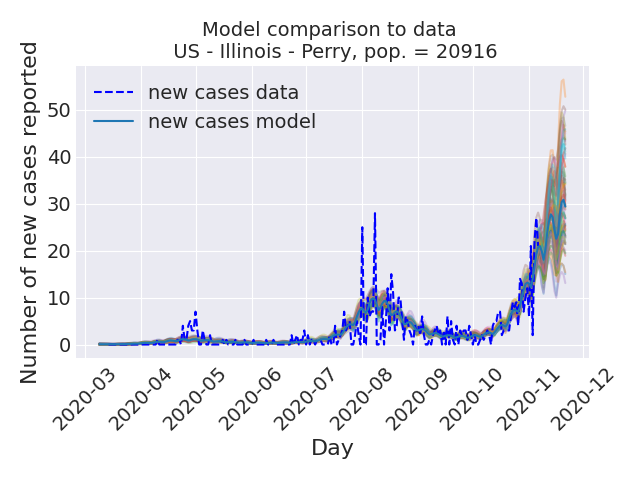 Model comparison to data
US - Illinois - Perry, pop. = 20916
Number of new cases reported
50
40
30
20
10
0
new cases data
new cases model
2020-03
2020-04
2020-05
2020-06
2020-07
2020-08
2020-09
2020-10
2020-11
2020-12
Day